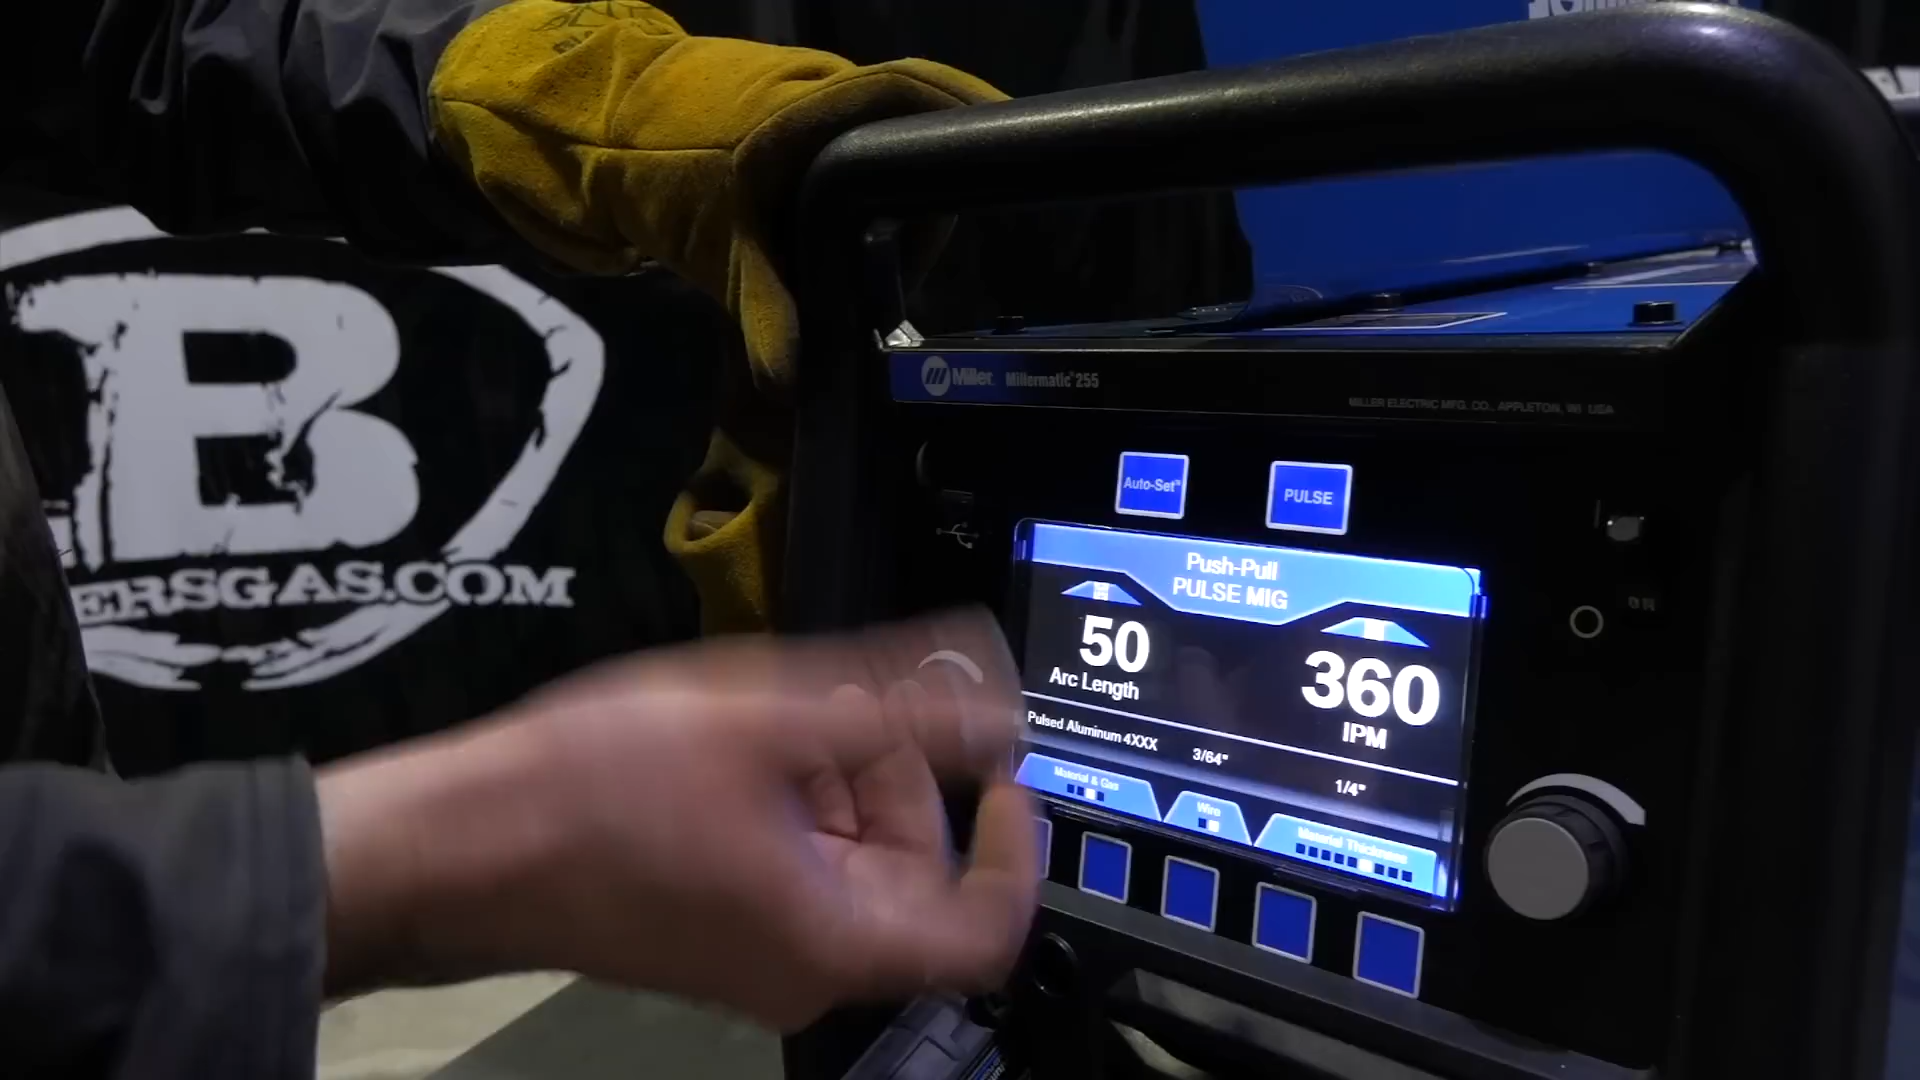 B
ERSGAS.COM
Miller Millermatic® 255
MILLER ELECTRIC MFG. CO., APPLETON, WI USA
Auto-Set™
PULSE
Push-Pull
PULSE MIG
50
Arc Length
360
IPM
Pulsed Aluminum 4XXX
3/64"
1/4"
Material & Gas
Wire
Material Thickness